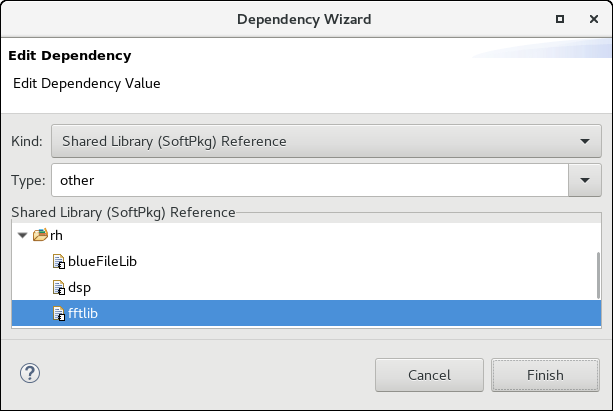 Dependency Wizard
Edit Dependency
Edit Dependency Value
Kind: Shared Library (SoftPkg) Reference
Type: other
Shared Library (SoftPkg) Reference
rh
blueFileLib
dsp
fftlib
Cancel Finish